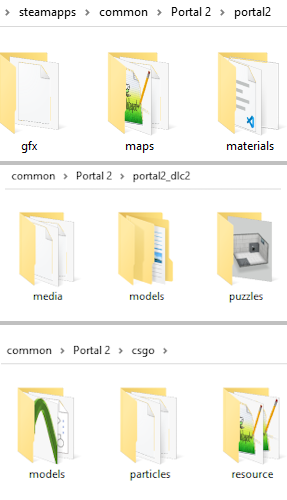 > steamapps > common > Portal 2 > portal2
gfx maps materials
common > Portal 2 > portal2_dlc2
media models puzzles
common > Portal 2 > csgo >
models particles resource